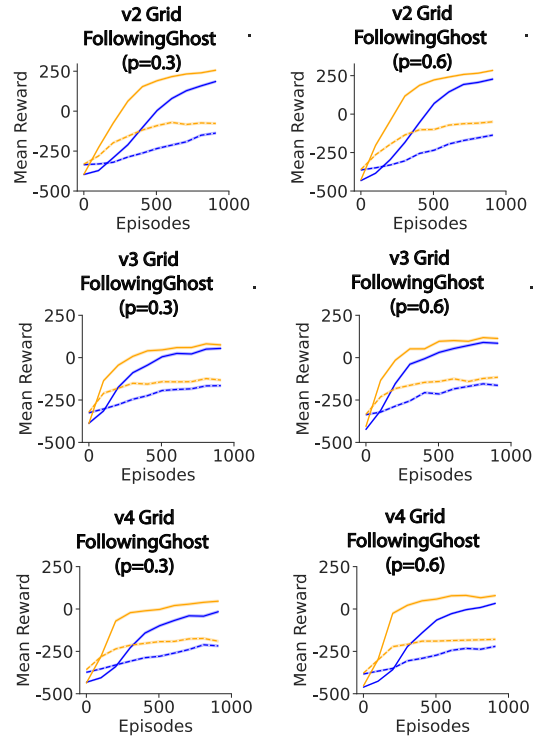 v2 Grid
FollowingGhost
(p=0.3)
250
0
-250
-500
Mean Reward
0
500
1000
Episodes
v2 Grid
FollowingGhost
(p=0.6)
250
0
-250
-500
Mean Reward
0
500
1000
Episodes
v3 Grid
FollowingGhost
(p=0.3)
250
0
-250
-500
Mean Reward
0
500
1000
Episodes
v3 Grid
FollowingGhost
(p=0.6)
250
0
-250
-500
Mean Reward
0
500
1000
Episodes
v4 Grid
FollowingGhost
(p=0.3)
250
0
-250
-500
Mean Reward
0
500
1000
Episodes
v4 Grid
FollowingGhost
(p=0.6)
250
0
-250
-500
Mean Reward
0
500
1000
Episodes